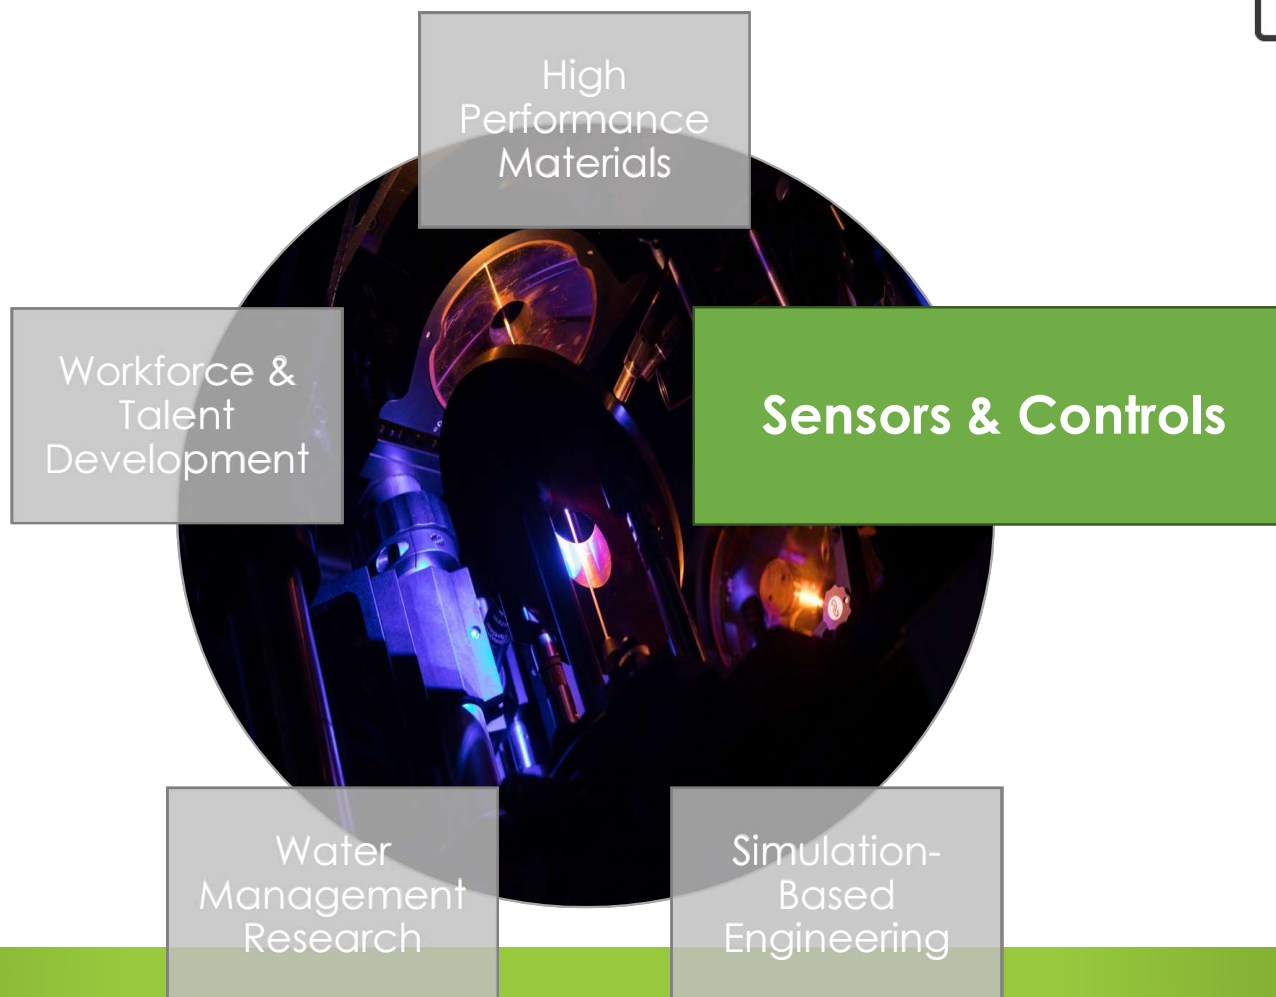 High
Performance
Materials
Workforce &
Talent
Development
Sensors & Controls
Water
Management
Research
Simulation-
Based
Engineering